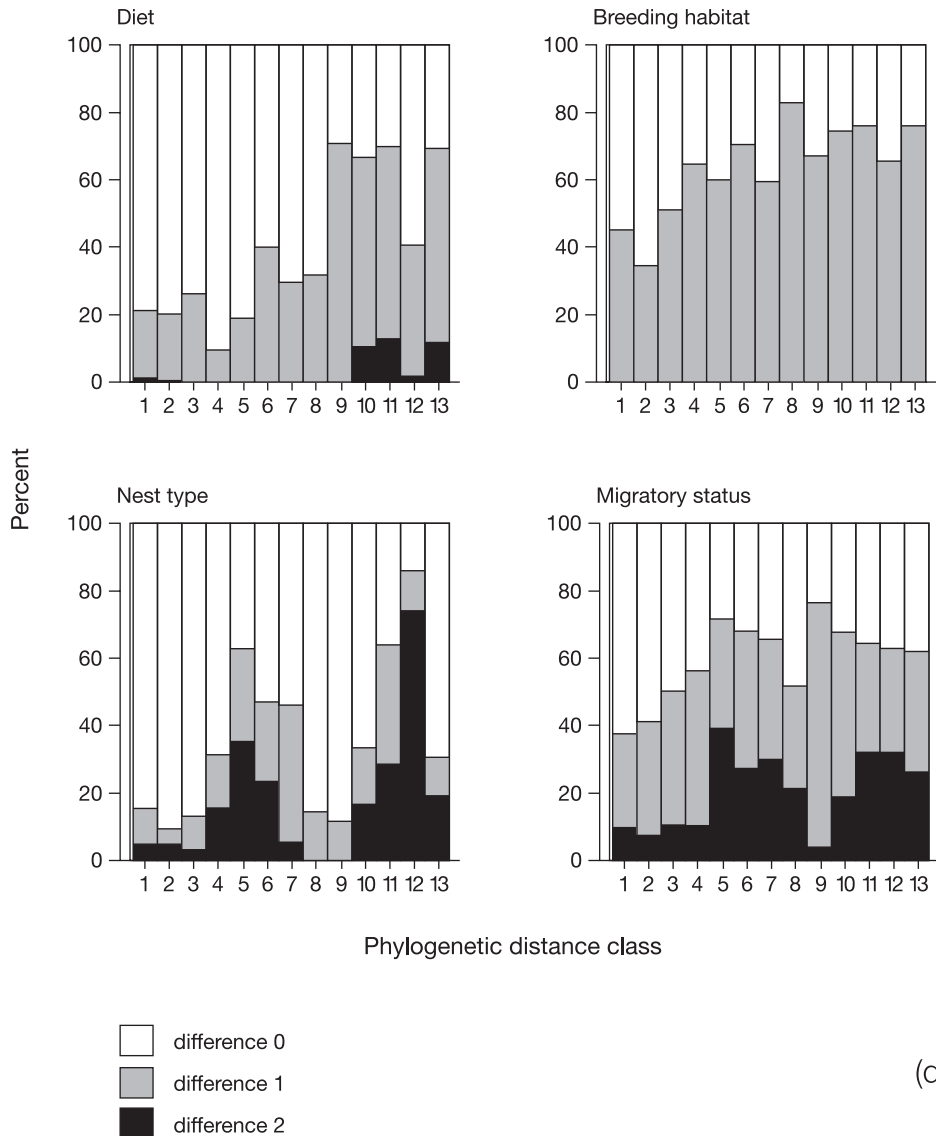 Diet
100
80
60
40
20
0
1 2 3 4 5 6 7 8 9 10 11 12 13
Breeding habitat
100
80
60
40
20
0
1 2 3 4 5 6 7 8 9 10 11 12 13
Percent
Nest type
100
80
60
40
20
0
1 2 3 4 5 6 7 8 9 10 11 12 13
Migratory status
100
80
60
40
20
0
1 2 3 4 5 6 7 8 9 10 11 12 13
Phylogenetic distance class
difference 0
difference 1
difference 2